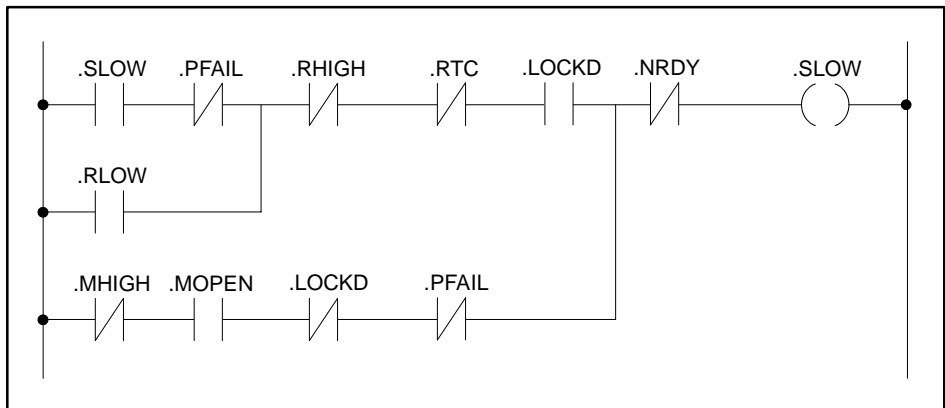 .SLOW .PFAIL .RHIGH .RTC .LOCKD .NRDY .SLOW
.RLOW
.MHIGH .MOPEN .LOCKD .PFAIL